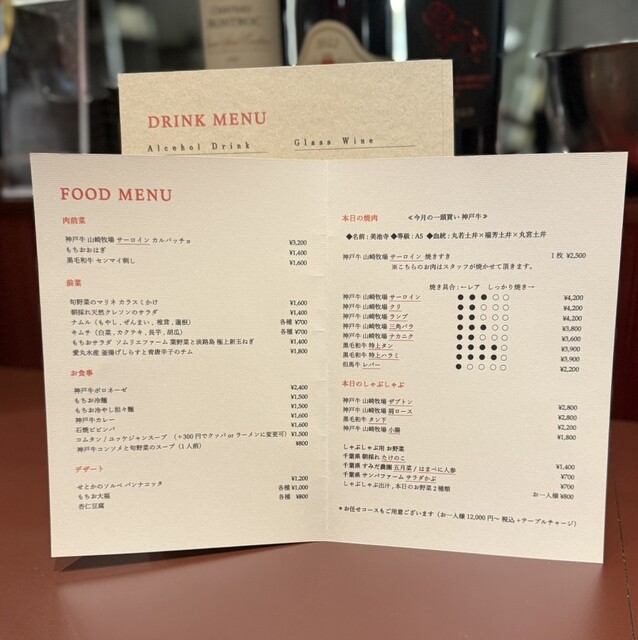 DRINK MENU
Alcohol Drink
Glass Wine
FOOD MENU
肉前菜
神戸牛 山崎牧場 サーロイン カルパッチョ ¥3,200
もちおおはぎ ¥1,400
黒毛和牛 センマイ刺し ¥1,600
前菜
旬野菜のマリネ カラスミかけ ¥1,600
朝採れ天然クレソンのサラダ ¥1,400
ナムル(もやし , ぜんまい , 椎茸 , 蓮根) 各種 ¥700
キムチ(白菜 , カクテキ , 長芋 , 胡瓜) 各種 ¥700
もちおサラダ ソムリエファーム 葉野菜と淡路島 極上新玉ねぎ ¥1,400
愛丸水産 釜揚げしらすと青唐辛子のチム ¥1,800
お食事
神戸牛ボロネーゼ ¥2,400
もちお冷麺 ¥1,500
もちお冷やし担々麺 ¥1,500
神戸牛カレー ¥1,600
石焼ビビンバ ¥1,600
コムタン / ユッケジャンスープ (+300円でクッパ or ラーメンに変更可) ¥1,500
神戸牛コンソメと旬野菜のスープ(1人前) ¥800
デザート
せとかのソルベ パンナコッタ ¥1,200
もちお大福 各種 ¥1,000
杏仁豆腐 各種 ¥800
本日の焼肉 ≪今月の一頭買い 神戸牛≫
◆名前 : 美池寺 ◆等級 : A5 ◆血統 : 丸若土井×福芳土井×丸宮土井
神戸牛 山崎牧場 サーロイン 焼きすき 1枚 ¥2,500
※こちらのお肉はスタッフが焼かせて頂きます。
焼き具合 : ←レア しっかり焼き→
神戸牛 山崎牧場 サーロイン ●●●○○ ¥4,200
神戸牛 山崎牧場 クリ ●●○○○ ¥4,200
神戸牛 山崎牧場 ランプ ●●○○○ ¥4,200
神戸牛 山崎牧場 三角バラ ●●●○○ ¥3,800
神戸牛 山崎牧場 ナカニク ●●○○○ ¥3,600
黒毛和牛 特上タン ●●●●○ ¥3,900
黒毛和牛 特上ハラミ ●●●●○ ¥3,900
但馬牛 レバー ●○○○○ ¥2,200
本日のしゃぶしゃぶ
神戸牛 山崎牧場 ザブトン ¥2,800
神戸牛 山崎牧場 肩ロース ¥2,800
黒毛和牛 タン下 ¥2,200
神戸牛 山崎牧場 小腸 ¥1,800
しゃぶしゃぶ用 お野菜
千葉県 朝採れ たけのこ ¥1,400
千葉県 すみだ農園 五月菜 / はまべに人参 ¥700
千葉県 サンバファーム サラダかぶ ¥700
しゃぶしゃぶ出汁 , 本日のお野菜2種類 お一人様 ¥800
*お任せコースもご用意ございます(お一人様 12,000円〜 税込 +テーブルチャージ)